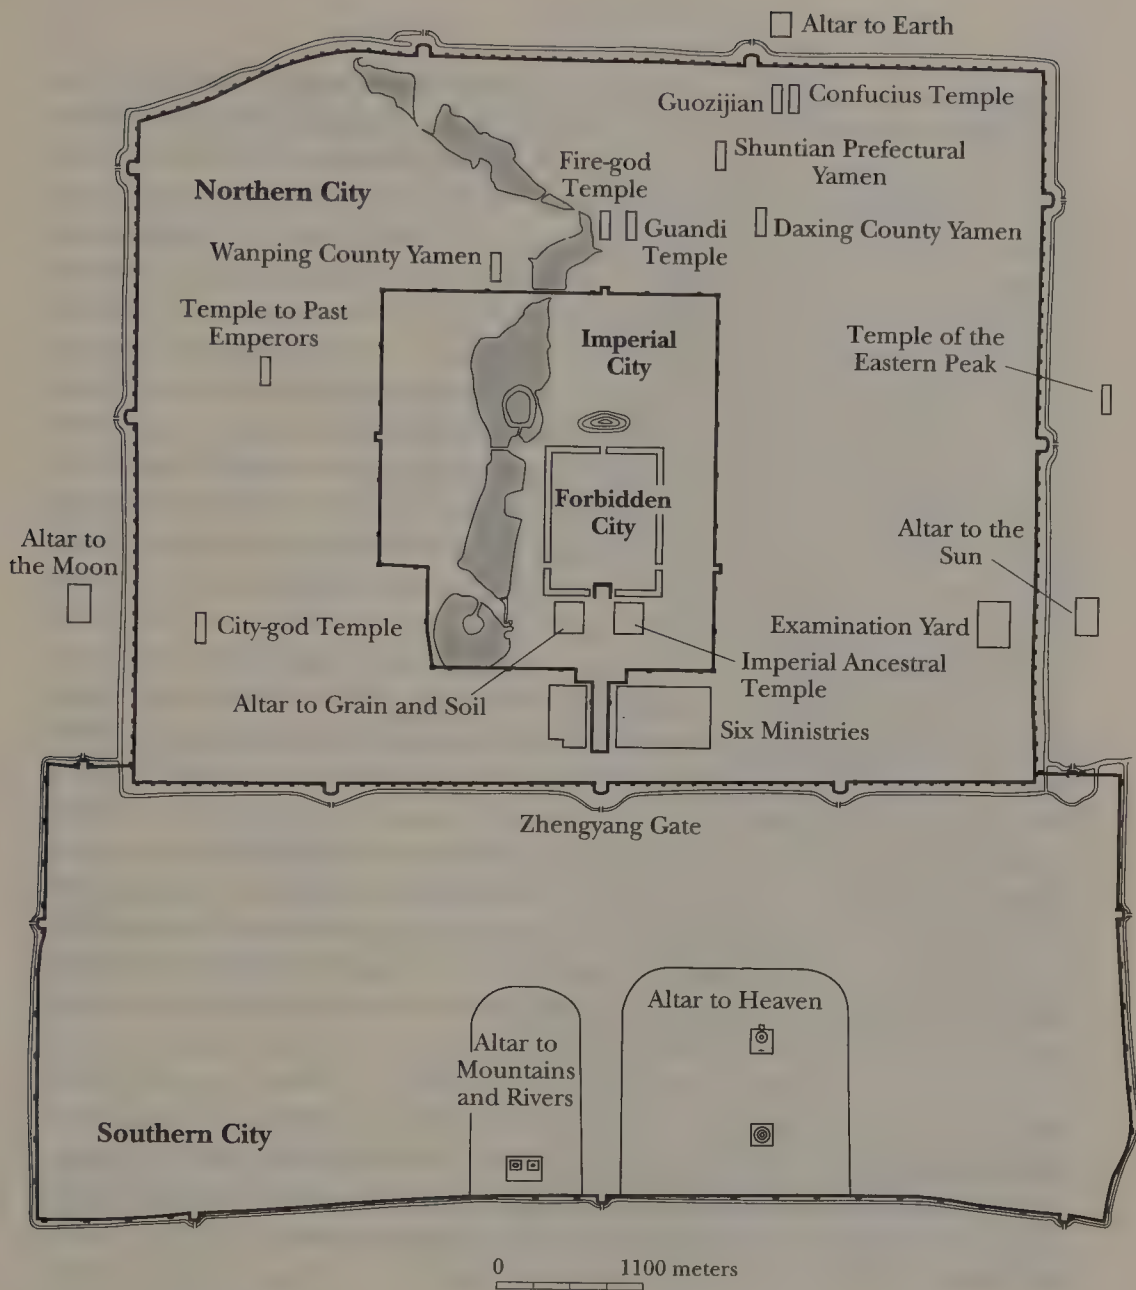 Altar to Earth
Guozijian
Confucius Temple
Shuntian Prefectural
Yamen
Fire-god
Temple
Northern City
Guandi
Temple
Daxing County Yamen
Wanping County Yamen
Temple to Past
Emperors
Imperial
City
Temple of the
Eastern Peak
Forbidden
City
Altar to
the Moon
Altar to the
Sun
City-god Temple
Examination Yard
Imperial Ancestral
Temple
Altar to Grain and Soil
Six Ministries
Zhengyang Gate
Altar to Heaven
Altar to
Mountains
and Rivers
Southern City
0 1100 meters